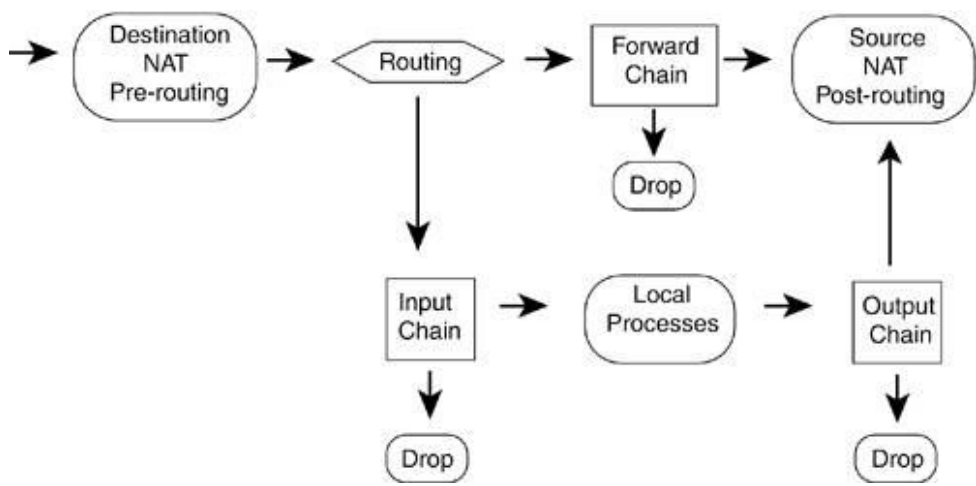 Destination
NAT
Pre-routing
Routing
Forward
Chain
Source
NAT
Post-routing
Drop
Input
Chain
Local
Processes
Output
Chain
Drop
Drop